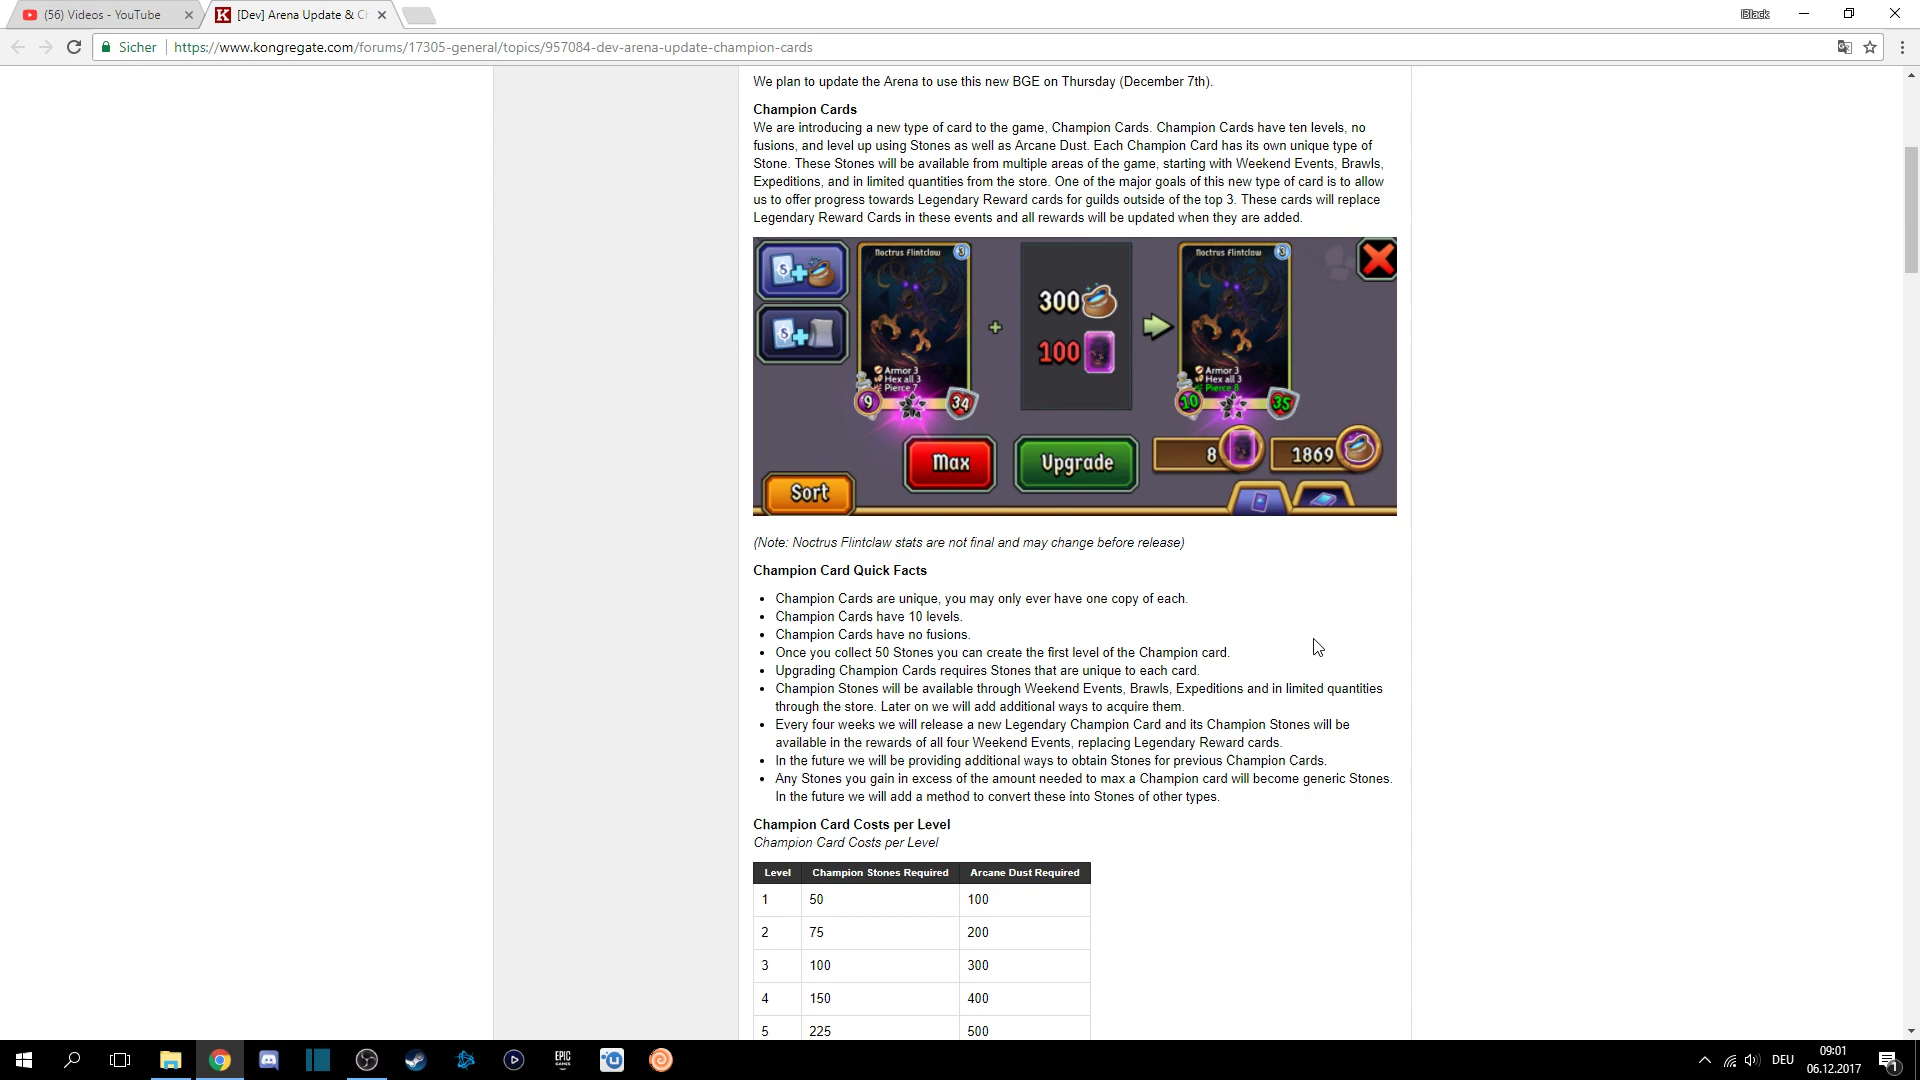 (56) Videos - YouTube
[Dev] Arena Update & Ch
Black
Sicher
https://www.kongregate.com/forums/17305-general/topics/957084-dev-arena-update-champion-cards
We plan to update the Arena to use this new BGE on Thursday (December 7th).
Champion Cards
We are introducing a new type of card to the game, Champion Cards. Champion Cards have ten levels, no
fusions, and level up using Stones as well as Arcane Dust. Each Champion Card has its own unique type of
Stone. These Stones will be available from multiple areas of the game, starting with Weekend Events, Brawls,
Expeditions, and in limited quantities from the store. One of the major goals of this new type of card is to allow
us to offer progress towards Legendary Reward cards for guilds outside of the top 3. These cards will replace
Legendary Reward Cards in these events and all rewards will be updated when they are added.
Noctrus Flintclaw 3
Noctrus Flintclaw 3
300
100
Armor 3
Hex all 3
Pierce 7
9 34
Armor 3
Hex all 3
Pierce 8
10 35
Max
Upgrade
8
1869
Sort
(Note: Noctrus Flintclaw stats are not final and may change before release)
Champion Card Quick Facts
• Champion Cards are unique, you may only ever have one copy of each.
• Champion Cards have 10 levels.
• Champion Cards have no fusions.
• Once you collect 50 Stones you can create the first level of the Champion card.
• Upgrading Champion Cards requires Stones that are unique to each card.
• Champion Stones will be available through Weekend Events, Brawls, Expeditions and in limited quantities
through the store. Later on we will add additional ways to acquire them.
• Every four weeks we will release a new Legendary Champion Card and its Champion Stones will be
available in the rewards of all four Weekend Events, replacing Legendary Reward cards.
• In the future we will be providing additional ways to obtain Stones for previous Champion Cards.
• Any Stones you gain in excess of the amount needed to max a Champion card will become generic Stones.
In the future we will add a method to convert these into Stones of other types.
Champion Card Costs per Level
Champion Card Costs per Level
Level Champion Stones Required Arcane Dust Required
1 50 100
2 75 200
3 100 300
4 150 400
5 225 500
EPIC
GAMES
DEU
09:01
06.12.2017
1